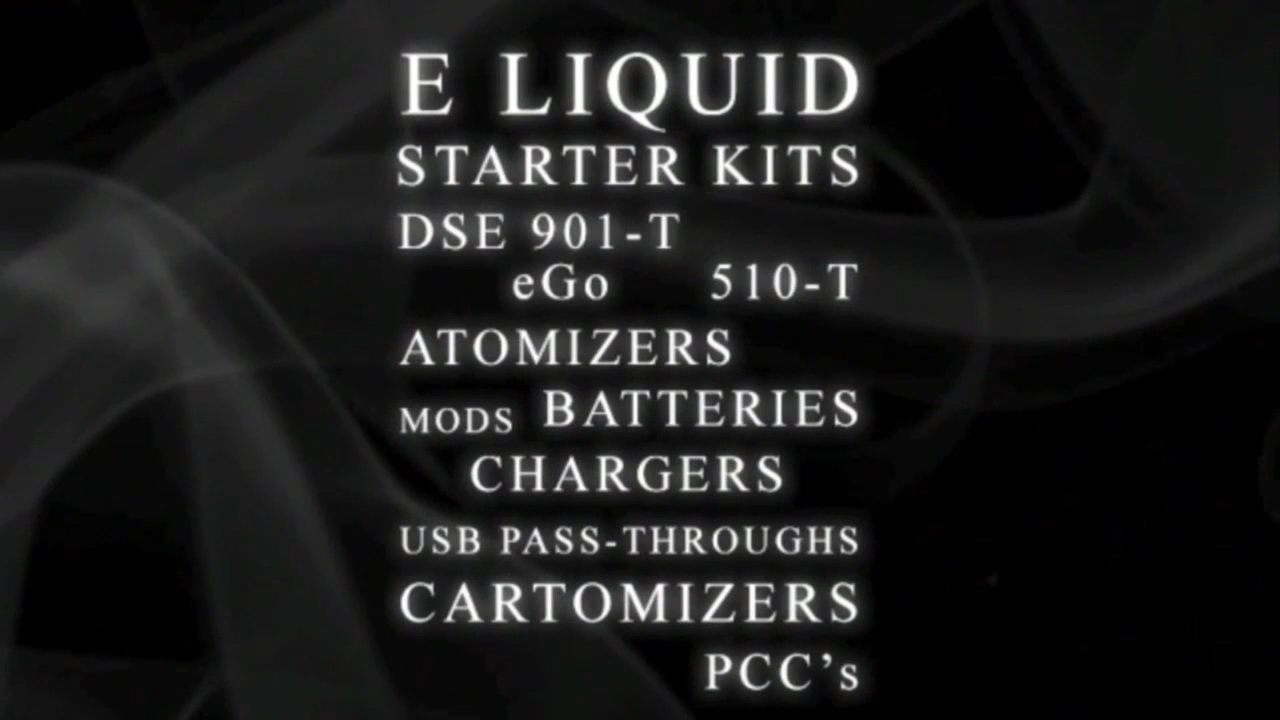 E LIQUID
STARTER KITS
DSE 901-T
eGo 510-T
ATOMIZERS
MODS BATTERIES
CHARGERS
USB PASS-THROUGHS
CARTOMIZERS
PCC’s